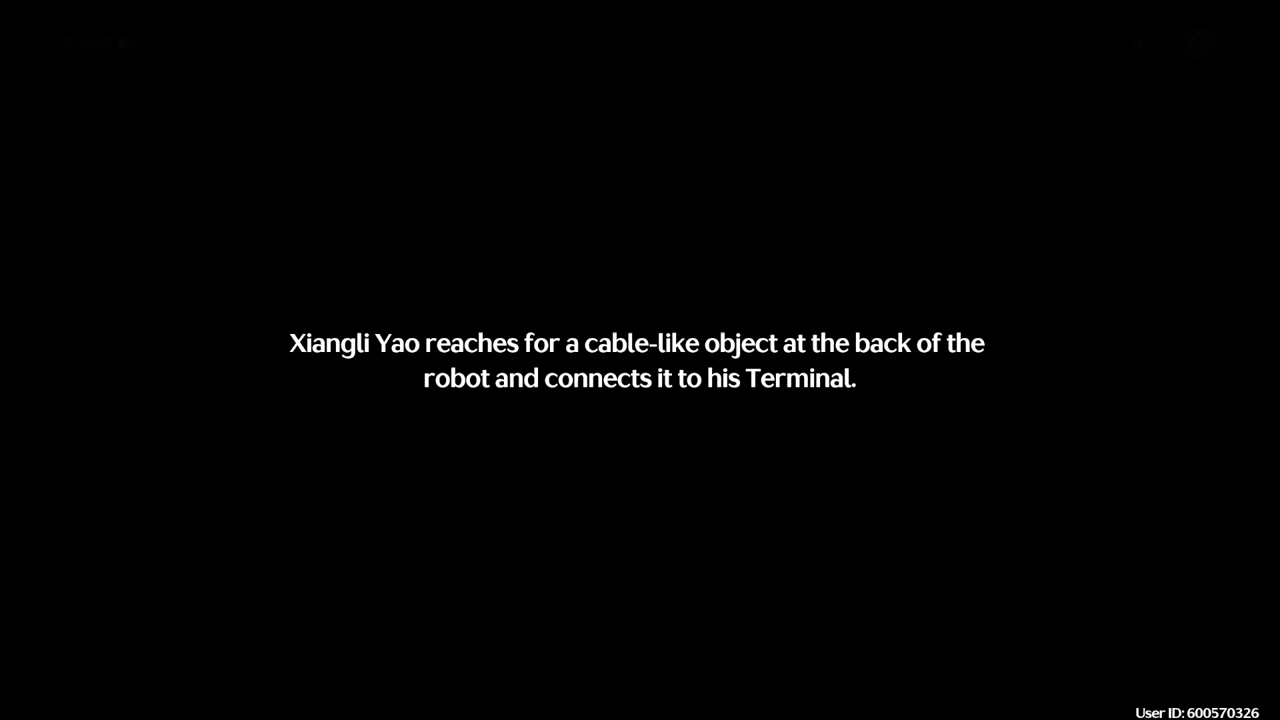 Xiangli Yao reaches for a cable-like object at the back of the
robot and connects it to his Terminal.
User ID: 600570326